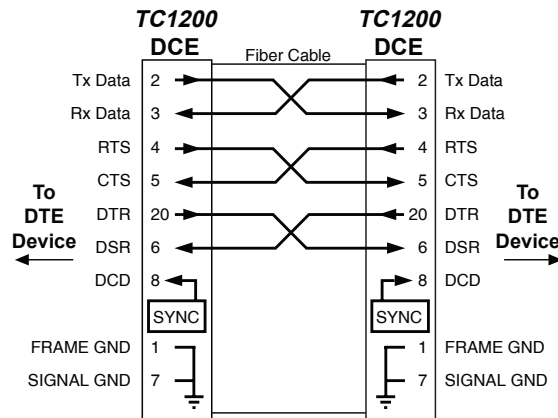 TC1200 TC1200
DCE DCE
Fiber Cable
Tx Data 2 2 Tx Data
Rx Data 3 3 Rx Data
RTS 4 4 RTS
CTS 5 5 CTS
To DTE Device
DTR 20 20 DTR
To DTE Device
DSR 6 6 DSR
DCD 8 8 DCD
SYNC SYNC
FRAME GND 1 1 FRAME GND
SIGNAL GND 7 7 SIGNAL GND